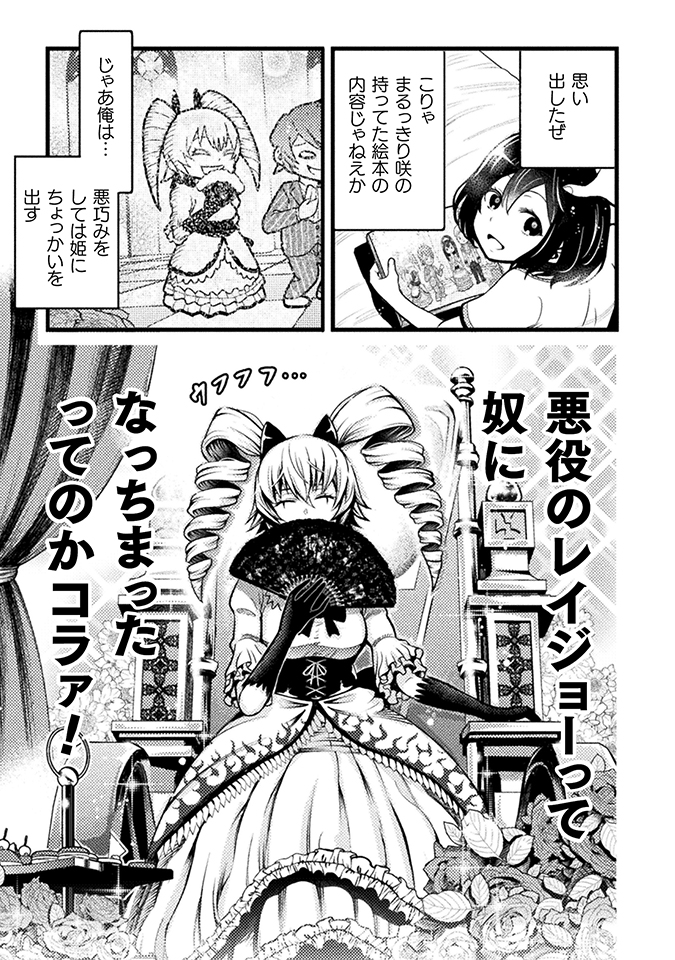 思い
出したぜ
こりゃ
まるっきり咲の
持ってた絵本の
内容じゃねえか
じゃあ俺は…
悪巧みを
しては姫に
ちょっかいを
出す
ウフフフ…
悪役のレイジョーって
奴に
なっちまった
ってのかコラァ!